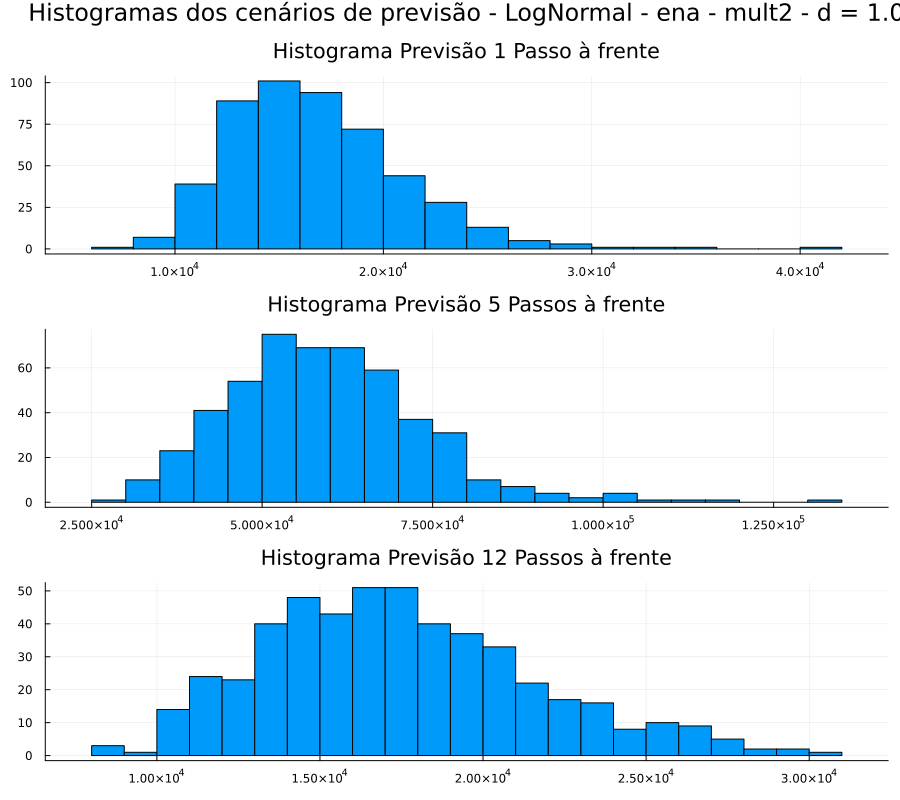 Histogramas dos cenários de previsão - LogNormal - ena - mult2 - d = 1.0
Histograma Previsão 1 Passo à frente
100
75
50
25
0
1.0×10⁴ 2.0×10⁴ 3.0×10⁴ 4.0×10⁴
Histograma Previsão 5 Passos à frente
60
40
20
0
2.500×10⁴ 5.000×10⁴ 7.500×10⁴ 1.000×10⁵ 1.250×10⁵
Histograma Previsão 12 Passos à frente
50
40
30
20
10
0
1.00×10⁴ 1.50×10⁴ 2.00×10⁴ 2.50×10⁴ 3.00×10⁴